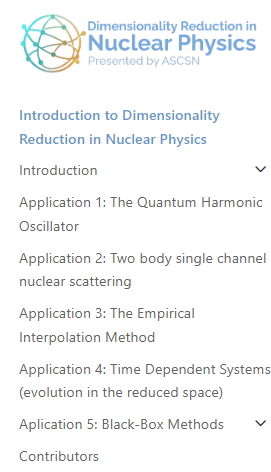 Dimensionality Reduction in
Nuclear Physics
Presented by ASCSN
Introduction to Dimensionality
Reduction in Nuclear Physics
Introduction
Application 1: The Quantum Harmonic
Oscillator
Application 2: Two body single channel
nuclear scattering
Application 3: The Empirical
Interpolation Method
Application 4: Time Dependent Systems
(evolution in the reduced space)
Aplication 5: Black-Box Methods
Contributors